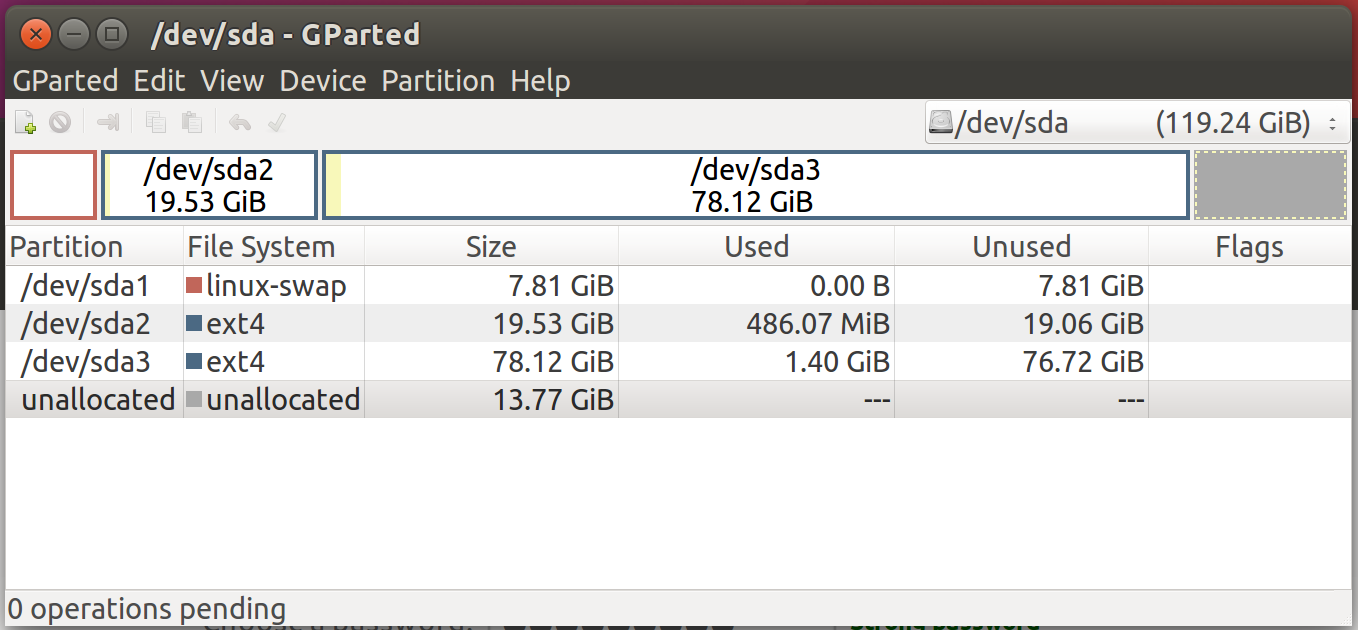 /dev/sda - GParted
GParted Edit View Device Partition Help
/dev/sda (119.24 GiB)
/dev/sda2
19.53 GiB
/dev/sda3
78.12 GiB
Partition File System Size Used Unused Flags
/dev/sda1 linux-swap 7.81 GiB 0.00 B 7.81 GiB
/dev/sda2 ext4 19.53 GiB 486.07 MiB 19.06 GiB
/dev/sda3 ext4 78.12 GiB 1.40 GiB 76.72 GiB
unallocated unallocated 13.77 GiB --- ---
0 operations pending